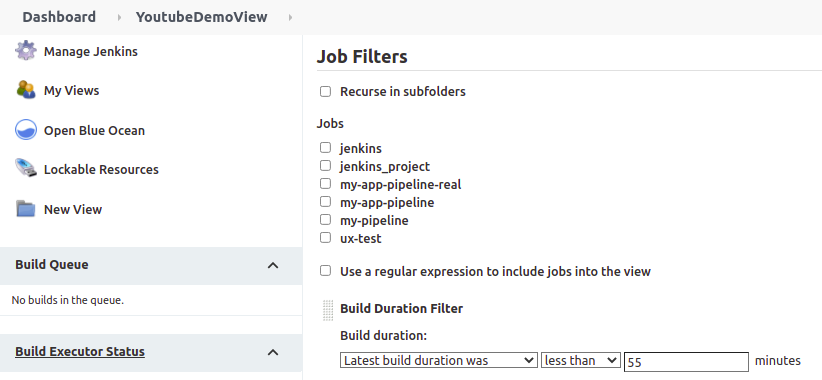 Dashboard
YoutubeDemoView
Manage Jenkins
My Views
Open Blue Ocean
Lockable Resources
New View
Build Queue
No builds in the queue.
Build Executor Status
Job Filters
Recurse in subfolders
Jobs
jenkins
jenkins_project
my-app-pipeline-real
my-app-pipeline
my-pipeline
ux-test
Use a regular expression to include jobs into the view
Build Duration Filter
Build duration:
Latest build duration was less than 55 minutes